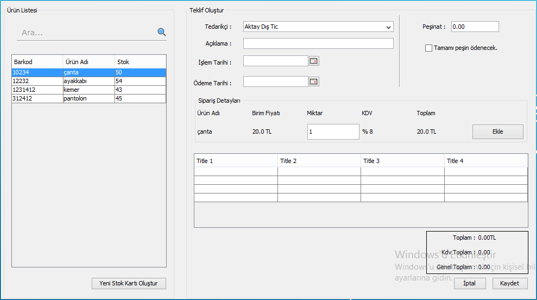 Ürün Listesi
Ara...
Barkod Ürün Adı Stok
10234 çanta 50
12232 ayakkabı 54
1231412 kemer 43
312412 pantolon 45
Yeni Stok Kartı Oluştur
Teklif Oluştur
Tedarikçi : Aktay Dış Tic
Peşinat : 0.00
Açıklama :
Tamamı peşin ödenecek.
İşlem Tarihi :
Ödeme Tarihi :
Sipariş Detayları
Ürün Adı Birim Fiyatı Miktar KDV Toplam
çanta 20.0 TL 1 % 8 20.0 TL Ekle
Title 1 Title 2 Title 3 Title 4
Toplam : 0.00TL
Kdv Toplam : 0.00
Genel Toplam : 0.00
Windows'u Etkinleştir
Windows'u için kişisel bil
ayarlarına gidin.
İptal Kaydet